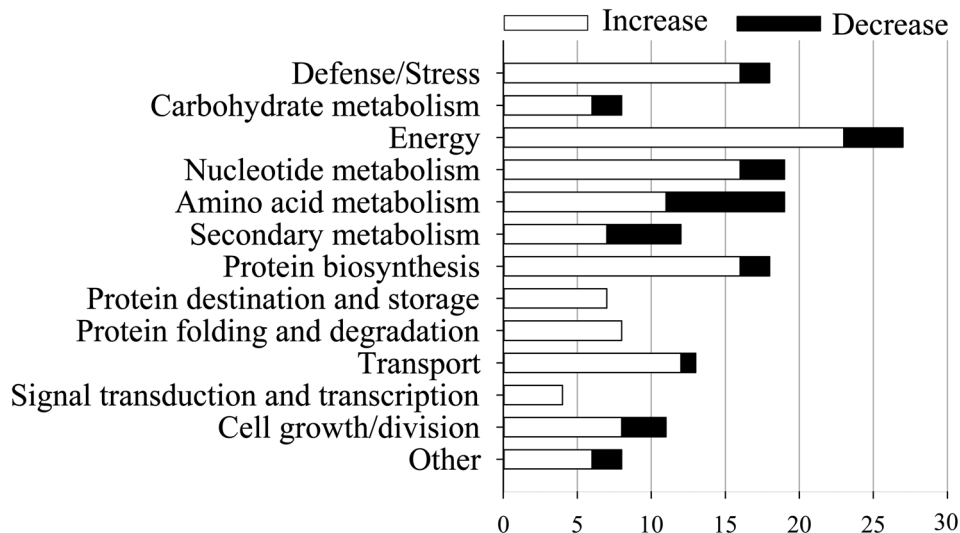 Increase Decrease
Defense/Stress
Carbohydrate metabolism
Energy
Nucleotide metabolism
Amino acid metabolism
Secondary metabolism
Protein biosynthesis
Protein destination and storage
Protein folding and degradation
Transport
Signal transduction and transcription
Cell growth/division
Other
0 5 10 15 20 25 30